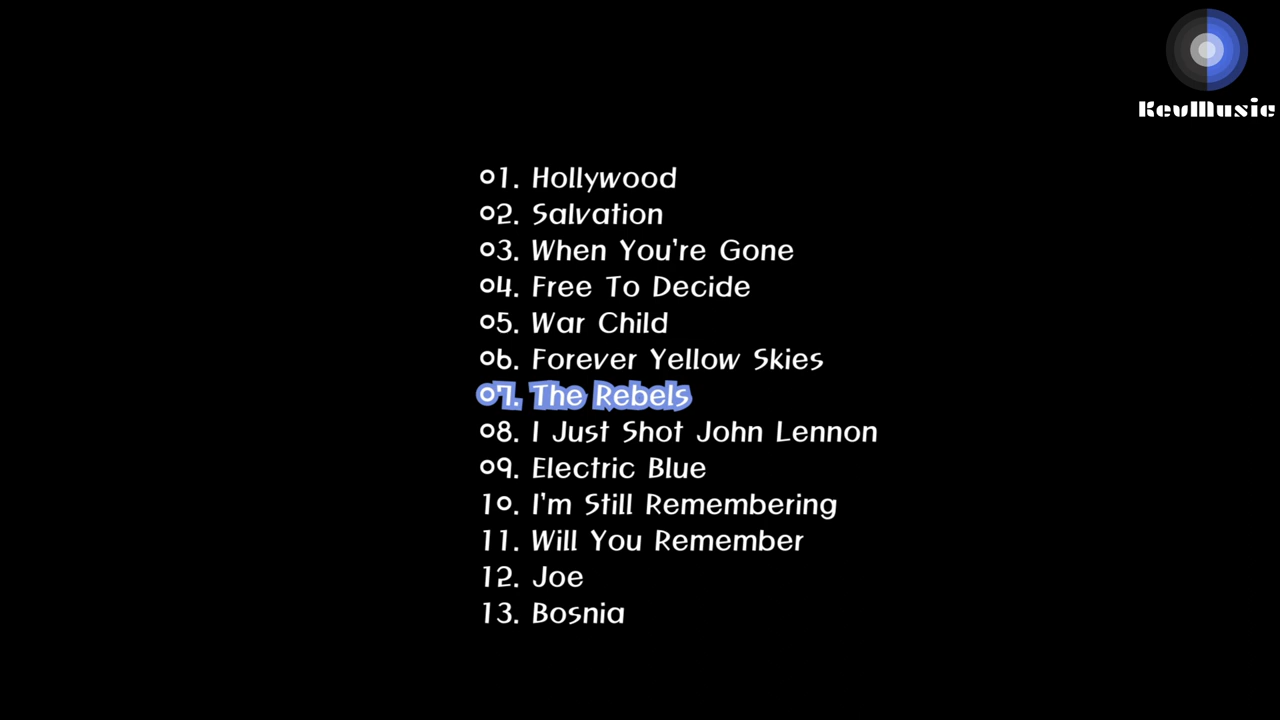 KevMusic
01. Hollywood
02. Salvation
03. When You're Gone
04. Free To Decide
05. War Child
06. Forever Yellow Skies
07. The Rebels
08. I Just Shot John Lennon
09. Electric Blue
10. I'm Still Remembering
11. Will You Remember
12. Joe
13. Bosnia